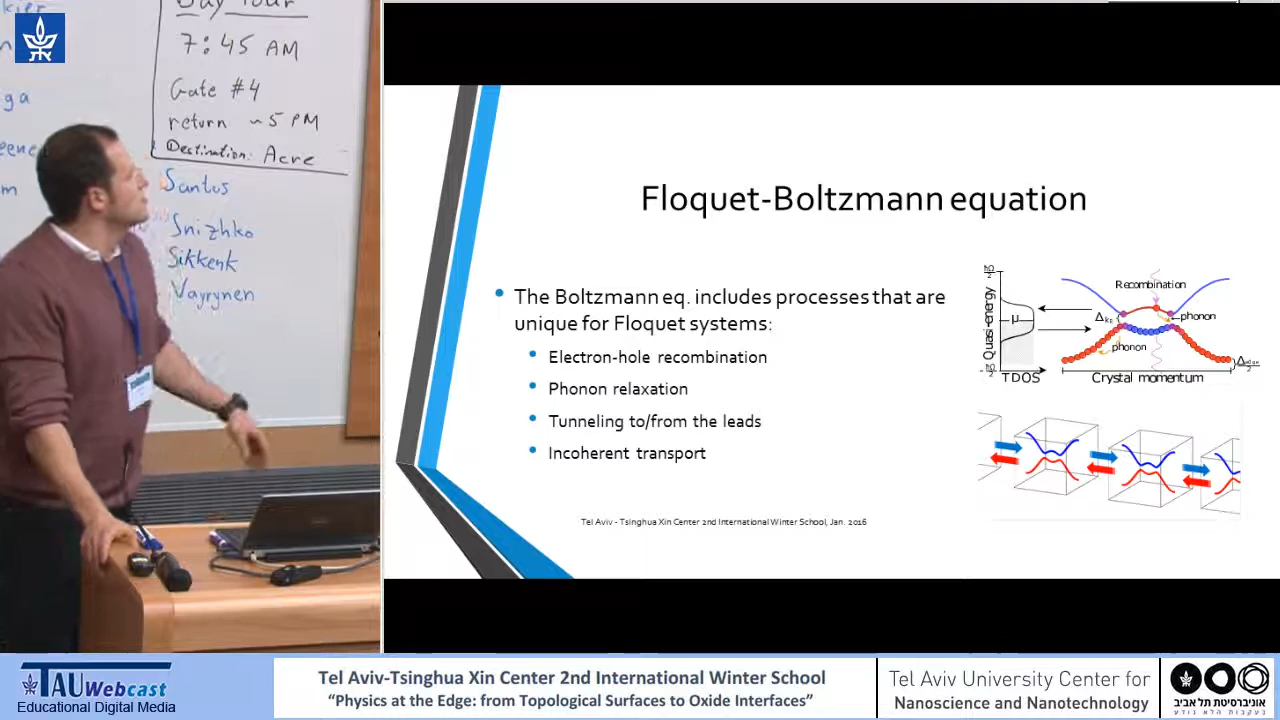 Day Tour
7:45 AM
Gate #4
return ~5 PM
Destination: Acre
Santos
Snizhko
Sikkenk
Vayrynen
Floquet-Boltzmann equation
• The Boltzmann eq. includes processes that are
unique for Floquet systems:
• Electron-hole recombination
• Phonon relaxation
• Tunneling to/from the leads
• Incoherent transport
Quasi-energy
μ
TDOS
Recombination
phonon
phonon
Crystal momentum
Tel Aviv - Tsinghua Xin Center 2nd International Winter School, Jan. 2016
TAU Webcast
Educational Digital Media
Tel Aviv-Tsinghua Xin Center 2nd International Winter School
“Physics at the Edge: from Topological Surfaces to Oxide Interfaces”
Tel Aviv University Center for
Nanoscience and Nanotechnology
אוניברסיטת תל אביב